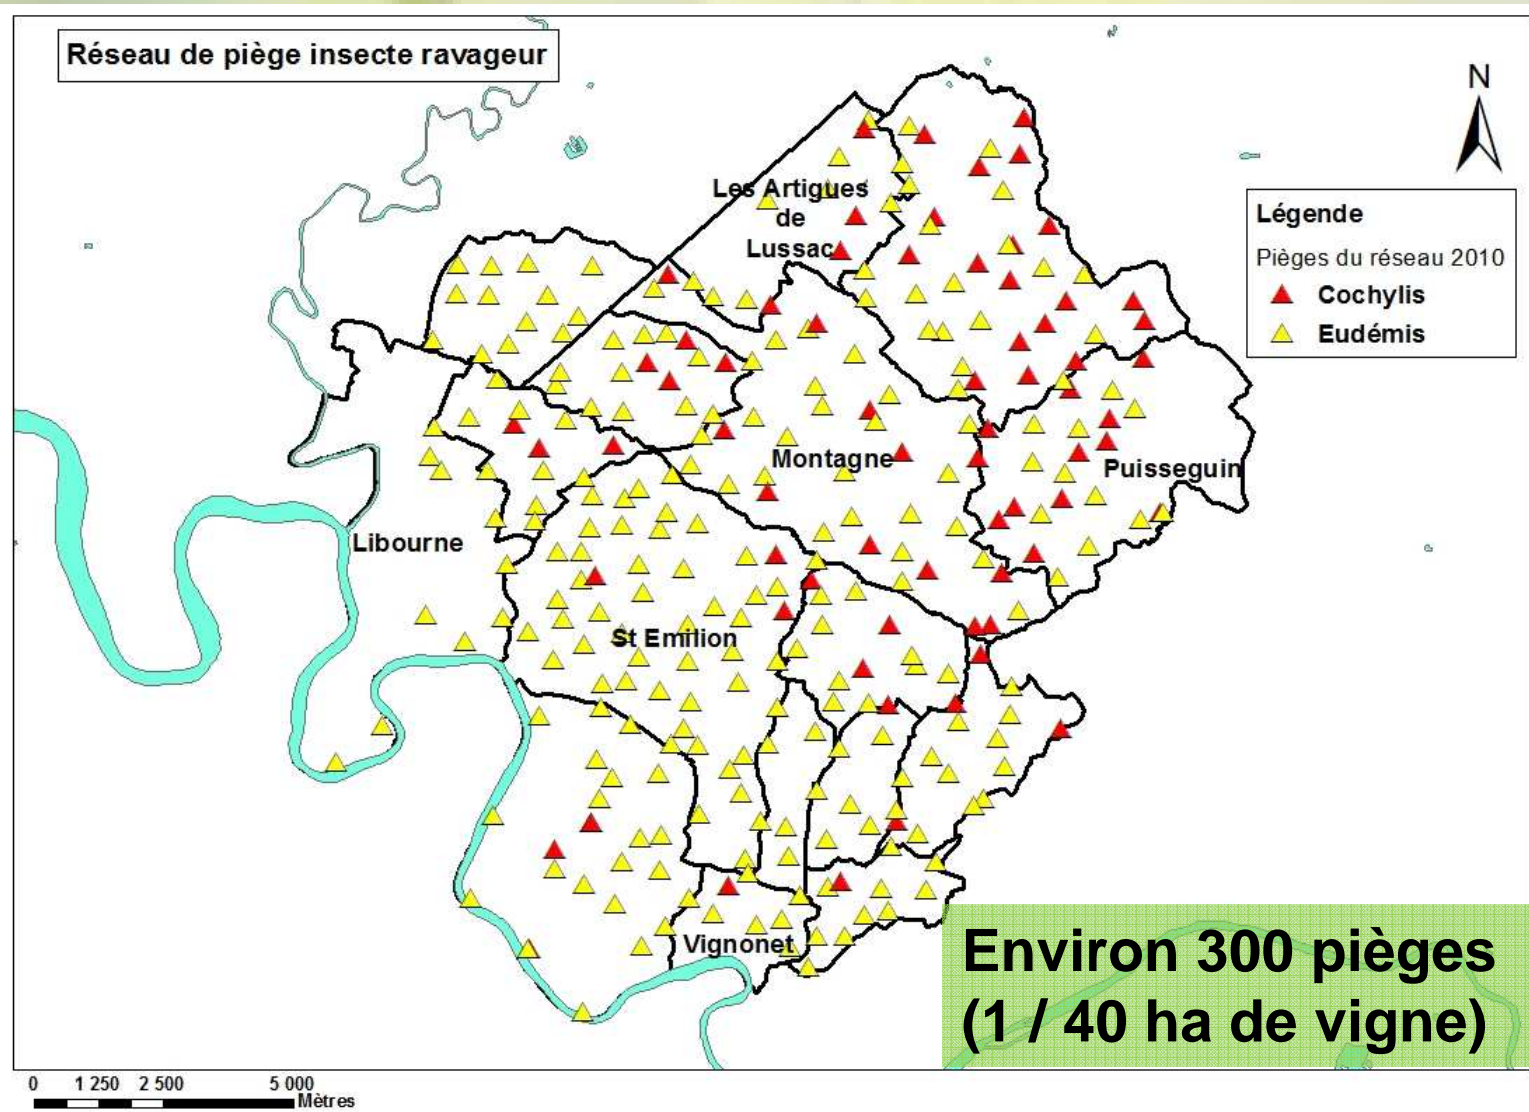 Réseau de piège insecte ravageur
N
Les Artigues
de
Lussac
Légende
Pièges du réseau 2010
Cochylis
Eudémis
Montagne
Puisseguin
Libourne
St Emilion
Vignonet
Environ 300 pièges
(1 / 40 ha de vigne)
0 1 250 2 500 5 000
Mètres